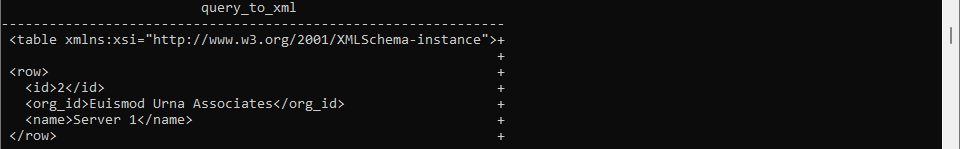 query_to_xml
---------------------------------------------------------------
<table xmlns:xsi="http://www.w3.org/2001/XMLSchema-instance">+
+
<row> +
<id>2</id> +
<org_id>Euismod Urna Associates</org_id> +
<name>Server 1</name> +
</row> +